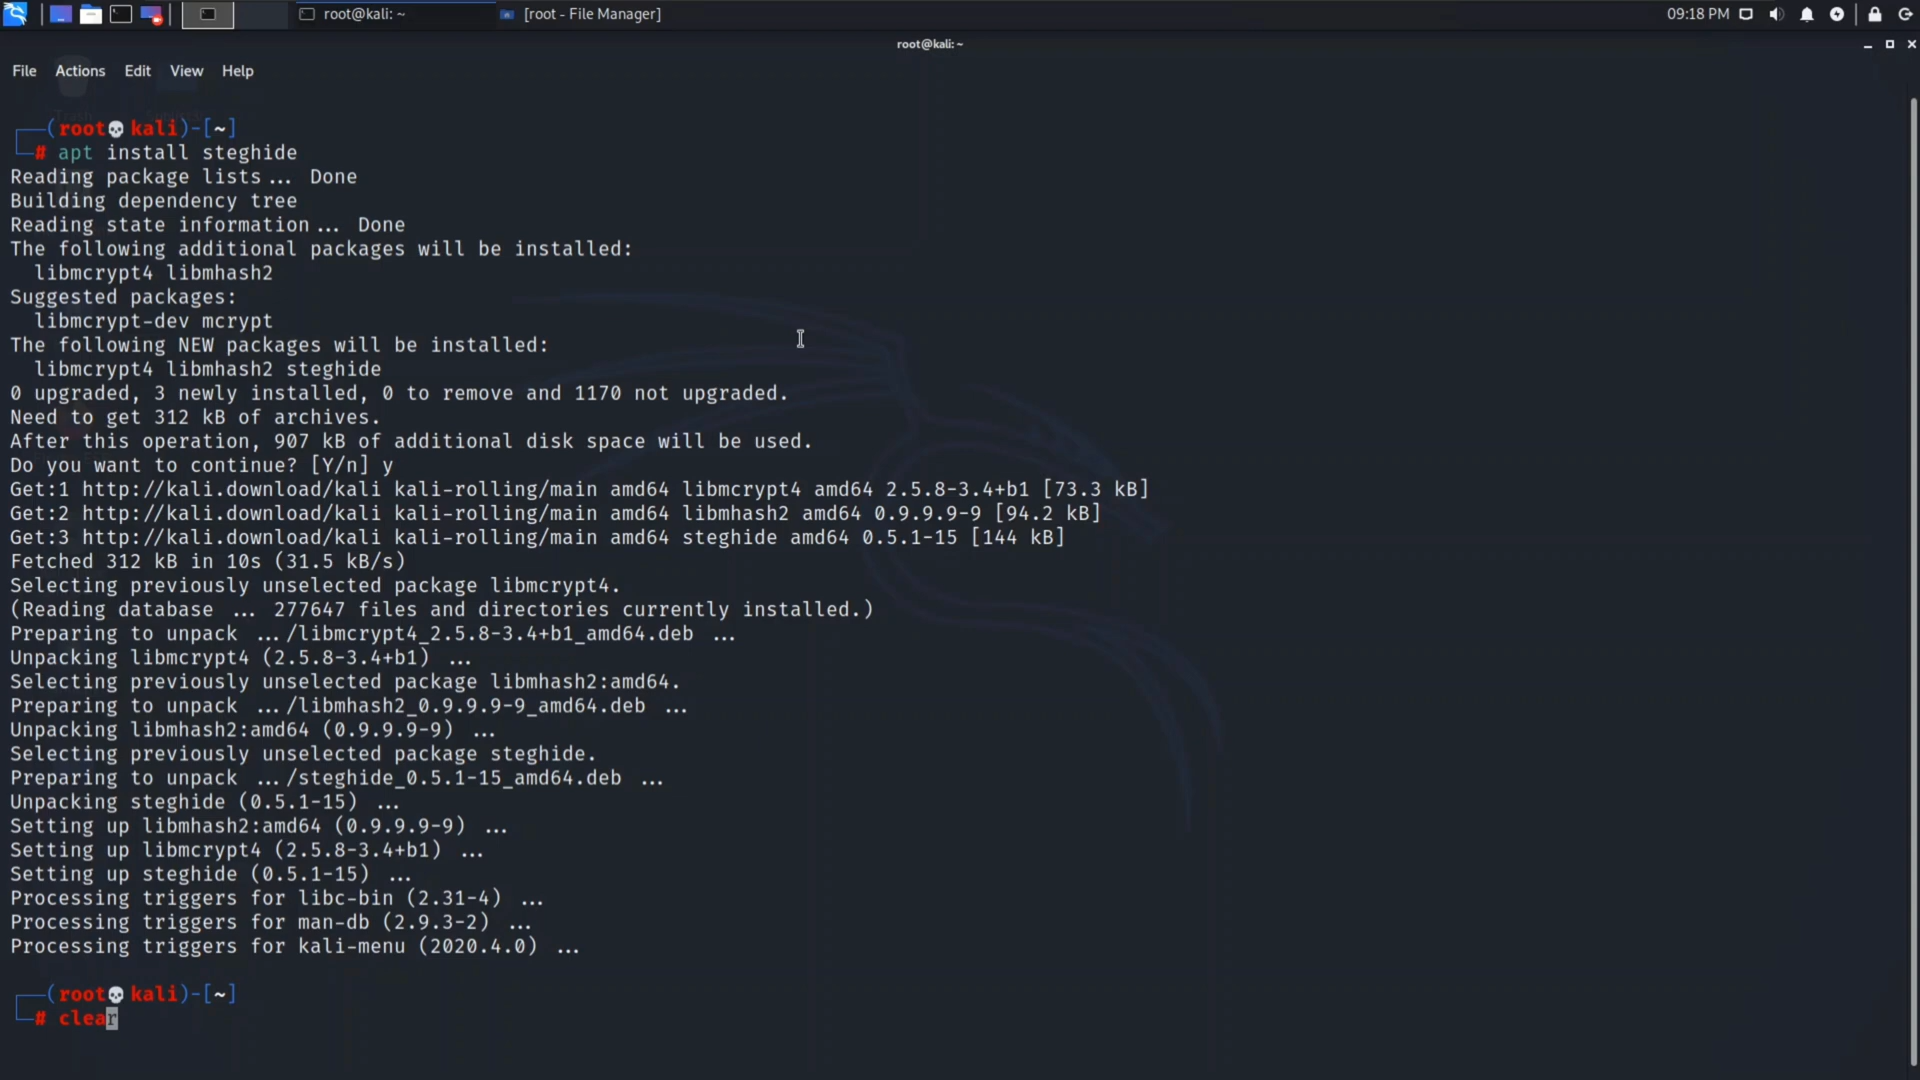 root@kali: ~
[root - File Manager]
09:18 PM
root@kali: ~
File Actions Edit View Help
(root💀kali)-[~]
# apt install steghide
Reading package lists... Done
Building dependency tree
Reading state information... Done
The following additional packages will be installed:
libmcrypt4 libmhash2
Suggested packages:
libmcrypt-dev mcrypt
The following NEW packages will be installed:
libmcrypt4 libmhash2 steghide
0 upgraded, 3 newly installed, 0 to remove and 1170 not upgraded.
Need to get 312 kB of archives.
After this operation, 907 kB of additional disk space will be used.
Do you want to continue? [Y/n] y
Get:1 http://kali.download/kali kali-rolling/main amd64 libmcrypt4 amd64 2.5.8-3.4+b1 [73.3 kB]
Get:2 http://kali.download/kali kali-rolling/main amd64 libmhash2 amd64 0.9.9.9-9 [94.2 kB]
Get:3 http://kali.download/kali kali-rolling/main amd64 steghide amd64 0.5.1-15 [144 kB]
Fetched 312 kB in 10s (31.5 kB/s)
Selecting previously unselected package libmcrypt4.
(Reading database ... 277647 files and directories currently installed.)
Preparing to unpack .../libmcrypt4_2.5.8-3.4+b1_amd64.deb ...
Unpacking libmcrypt4 (2.5.8-3.4+b1) ...
Selecting previously unselected package libmhash2:amd64.
Preparing to unpack .../libmhash2_0.9.9.9-9_amd64.deb ...
Unpacking libmhash2:amd64 (0.9.9.9-9) ...
Selecting previously unselected package steghide.
Preparing to unpack .../steghide_0.5.1-15_amd64.deb ...
Unpacking steghide (0.5.1-15) ...
Setting up libmhash2:amd64 (0.9.9.9-9) ...
Setting up libmcrypt4 (2.5.8-3.4+b1) ...
Setting up steghide (0.5.1-15) ...
Processing triggers for libc-bin (2.31-4) ...
Processing triggers for man-db (2.9.3-2) ...
Processing triggers for kali-menu (2020.4.0) ...
(root💀kali)-[~]
# clear